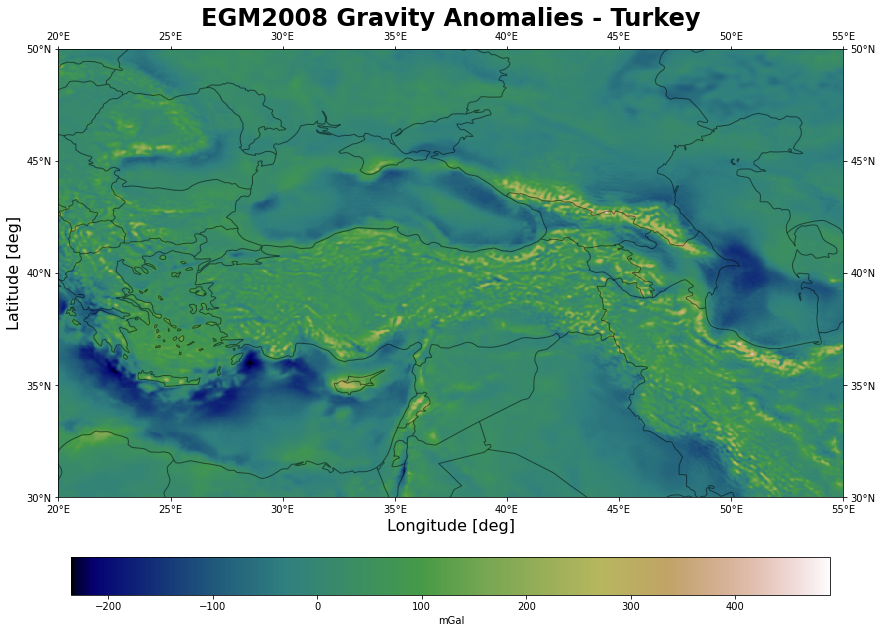 EGM2008 Gravity Anomalies - Turkey
20°E 25°E 30°E 35°E 40°E 45°E 50°E 55°E
50°N 50°N
45°N 45°N
40°N 40°N
Latitude [deg]
35°N 35°N
30°N 30°N
20°E 25°E 30°E 35°E 40°E 45°E 50°E 55°E
Longitude [deg]
−200 −100 0 100 200 300 400
mGal